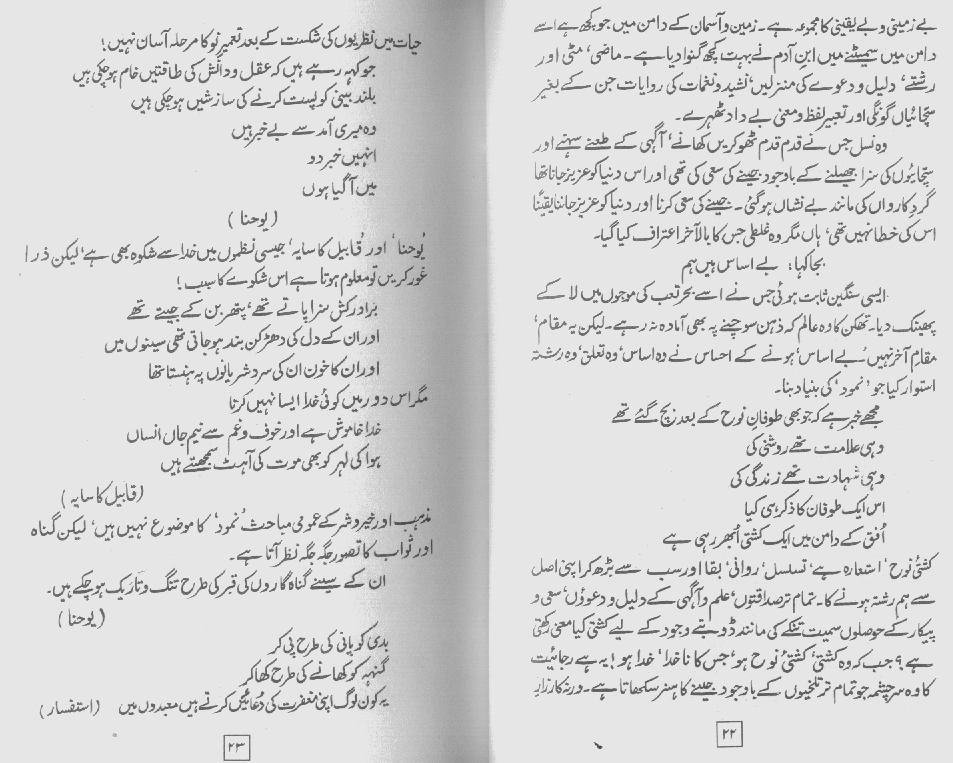 بے زمینی و بے یقینی کا مجموعہ ہے۔ زمین و آسمان کے دامن میں جو کچھ ہے اسے
دامن میں سمیٹنے میں ابنِ آدم نے بہت کچھ گنوا دیا ہے۔ ماضی، مٹی اور
رشتے، دلیل و دعوے کی منزلیں، نشید و نغمات کی روایات جن کے بغیر
سچائیاں گونگی اور تعبیر لفظ و معنی بے داد ٹھہرے۔
وہ نسل جس نے قدم قدم ٹھوکریں کھانے، آگہی کے طعنے سہنے اور
سچائیوں کی سزا جھیلنے کے باوجود جینے کی سعی کی تھی اور اس دنیا کو عزیز جانا تھا
گردِ کارواں کی مانند بے نشاں ہو گئی۔ جینے کی سعی کرنا اور دنیا کو عزیز جاننا یقیناً
اس کی خطا نہیں تھی، ہاں مگر وہ غلطی جس کا بالآخر اعتراف کیا گیا۔
بجا کہا: بے اساس ہیں ہم
ایسی سنگین ثابت ہوئی جس نے اسے بحرِ تعب کی موجوں میں لا کے
پھینک دیا۔ تھکن کا وہ عالم کہ ذہن سوچنے پہ بھی آمادہ نہ رہے۔ لیکن یہ مقام،
مقامِ آخر نہیں۔ 'بے اساس' ہونے کے احساس نے وہ اساس، وہ تعلق، وہ رشتہ
استوار کیا جو 'نمود' کی بنیاد بنا۔
مجھے خبر ہے کہ جو بھی طوفانِ نوح کے بعد بچ گئے تھے
وہی علامت تھے روشنی کی
وہی شہادت تھے زندگی کی
اس ایک طوفان کا ذکر ہی کیا
اُفق کے دامن میں ایک کشتی اُبھر رہی ہے
کشتئ نوح' استعارہ ہے، تسلسل، روانی، بقا اور سب سے بڑھ کر اپنی اصل
سے ہم رشتہ ہونے کا۔ تمام تر صداقتوں، علم و آگہی کے دلیل و دعووں، سعی و
پیکار کے حوصلوں سمیت تنکے کی مانند ڈوبتے وجود کے لیے کشتی کیا معنی رکھتی
ہے؟ جب کہ وہ کشتی، کشتئ نوح ہو، جس کا ناخدا، خدا ہو! یہ ہے رجائیت
کا وہ سرچشمہ جو تمام تر تلخیوں کے باوجود جینے کا ہنر سکھاتا ہے۔ ورنہ کارزارِ
۲۲
حیات میں نظریوں کی شکست کے بعد تعمیرِ نو کا مرحلہ آسان نہیں!
جو کہہ رہے ہیں کہ عقل و دانش کی طاقتیں خام ہو چکی ہیں
بلند بینی کو پست کرنے کی سازشیں ہو چکی ہیں
وہ میری آمد سے بے خبر ہیں
انہیں خبر دو
میں آ گیا ہوں
(یوحنا)
'یوحنا' اور 'قابیل کا سایہ' جیسی نظموں میں خدا سے شکوہ بھی ہے، لیکن ذرا
غور کریں تو معلوم ہوتا ہے اس شکوے کا سبب!
برادر کش سزا پاتے تھے، پتھر بن کے جیتے تھے
اور ان کے دل کی دھڑکن بند ہو جاتی تھی سینوں میں
اور ان کا خون ان کی سرد شریانوں پہ ہنستا تھا
مگر اس دور میں کوئی خدا ایسا نہیں کرتا
خدا خاموش ہے اور خوف و غم سے نیم جاں انساں
ہوا کی لہر کو بھی موت کی آہٹ سمجھتے ہیں
(قابیل کا سایہ)
مذہب اور خیر و شر کے عمومی مباحث 'نمود' کا موضوع نہیں ہیں، لیکن گناہ
اور ثواب کا تصور جگہ جگہ نظر آتا ہے۔
ان کے سینے گناہ گاروں کی قبر کی طرح تنگ و تاریک ہو چکے ہیں۔
(یوحنا)
بدی کو پانی کی طرح پی کر
گنہہ کو کھانے کی طرح کھا کر
یہ کون لوگ اپنی مغفرت کی دُعائیں کرتے ہیں معبدوں میں (استفسار)
۲۳